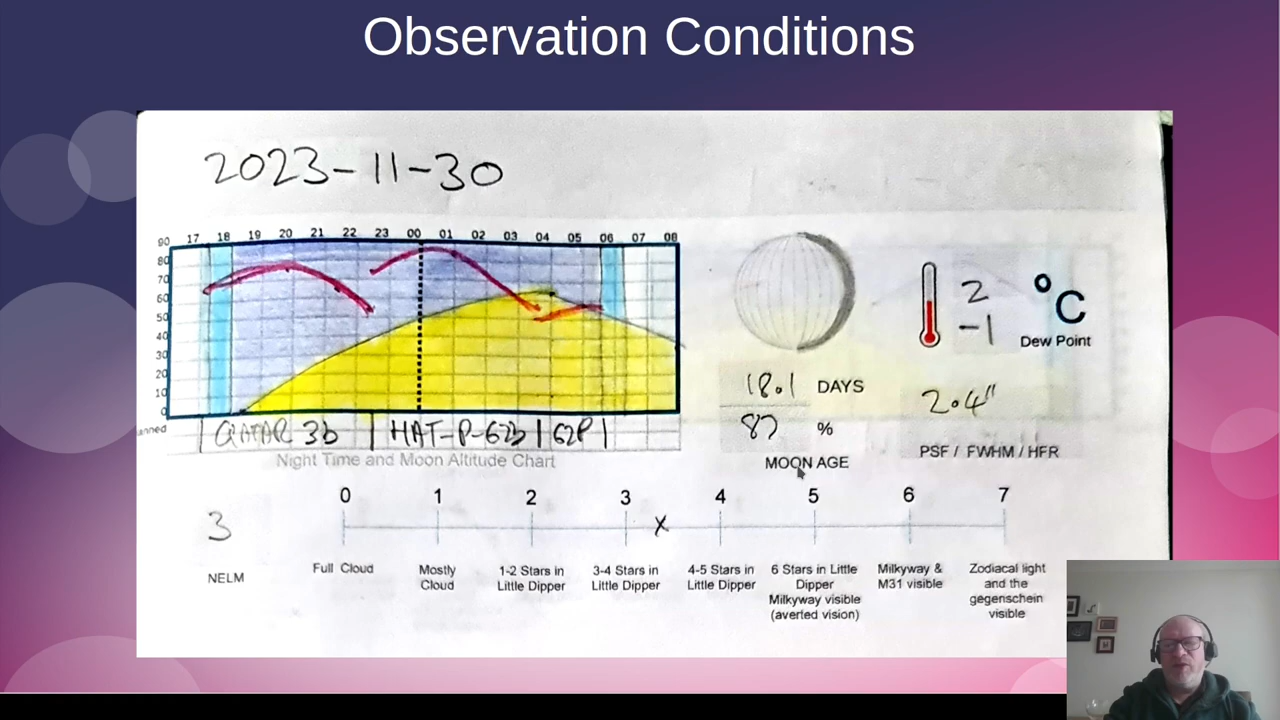 Observation Conditions
2023-11-30
17 18 19 20 21 22 23 00 01 02 03 04 05 06 07 08
90
80
70
60
50
40
30
20
10
0
anned
QATAR 3b HAT-P-67b 62P
Night Time and Moon Altitude Chart
18.1 DAYS
87 %
MOON AGE
2 °C
-1 Dew Point
2.4"
PSF / FWHM / HFR
3
NELM
0 1 2 3 4 5 6 7
x
Full Cloud
Mostly
Cloud
1-2 Stars in
Little Dipper
3-4 Stars in
Little Dipper
4-5 Stars in
Little Dipper
6 Stars in Little
Dipper
Milkyway visible
(averted vision)
Milkyway &
M31 visible
Zodiacal light
and the
gegenschein
visible